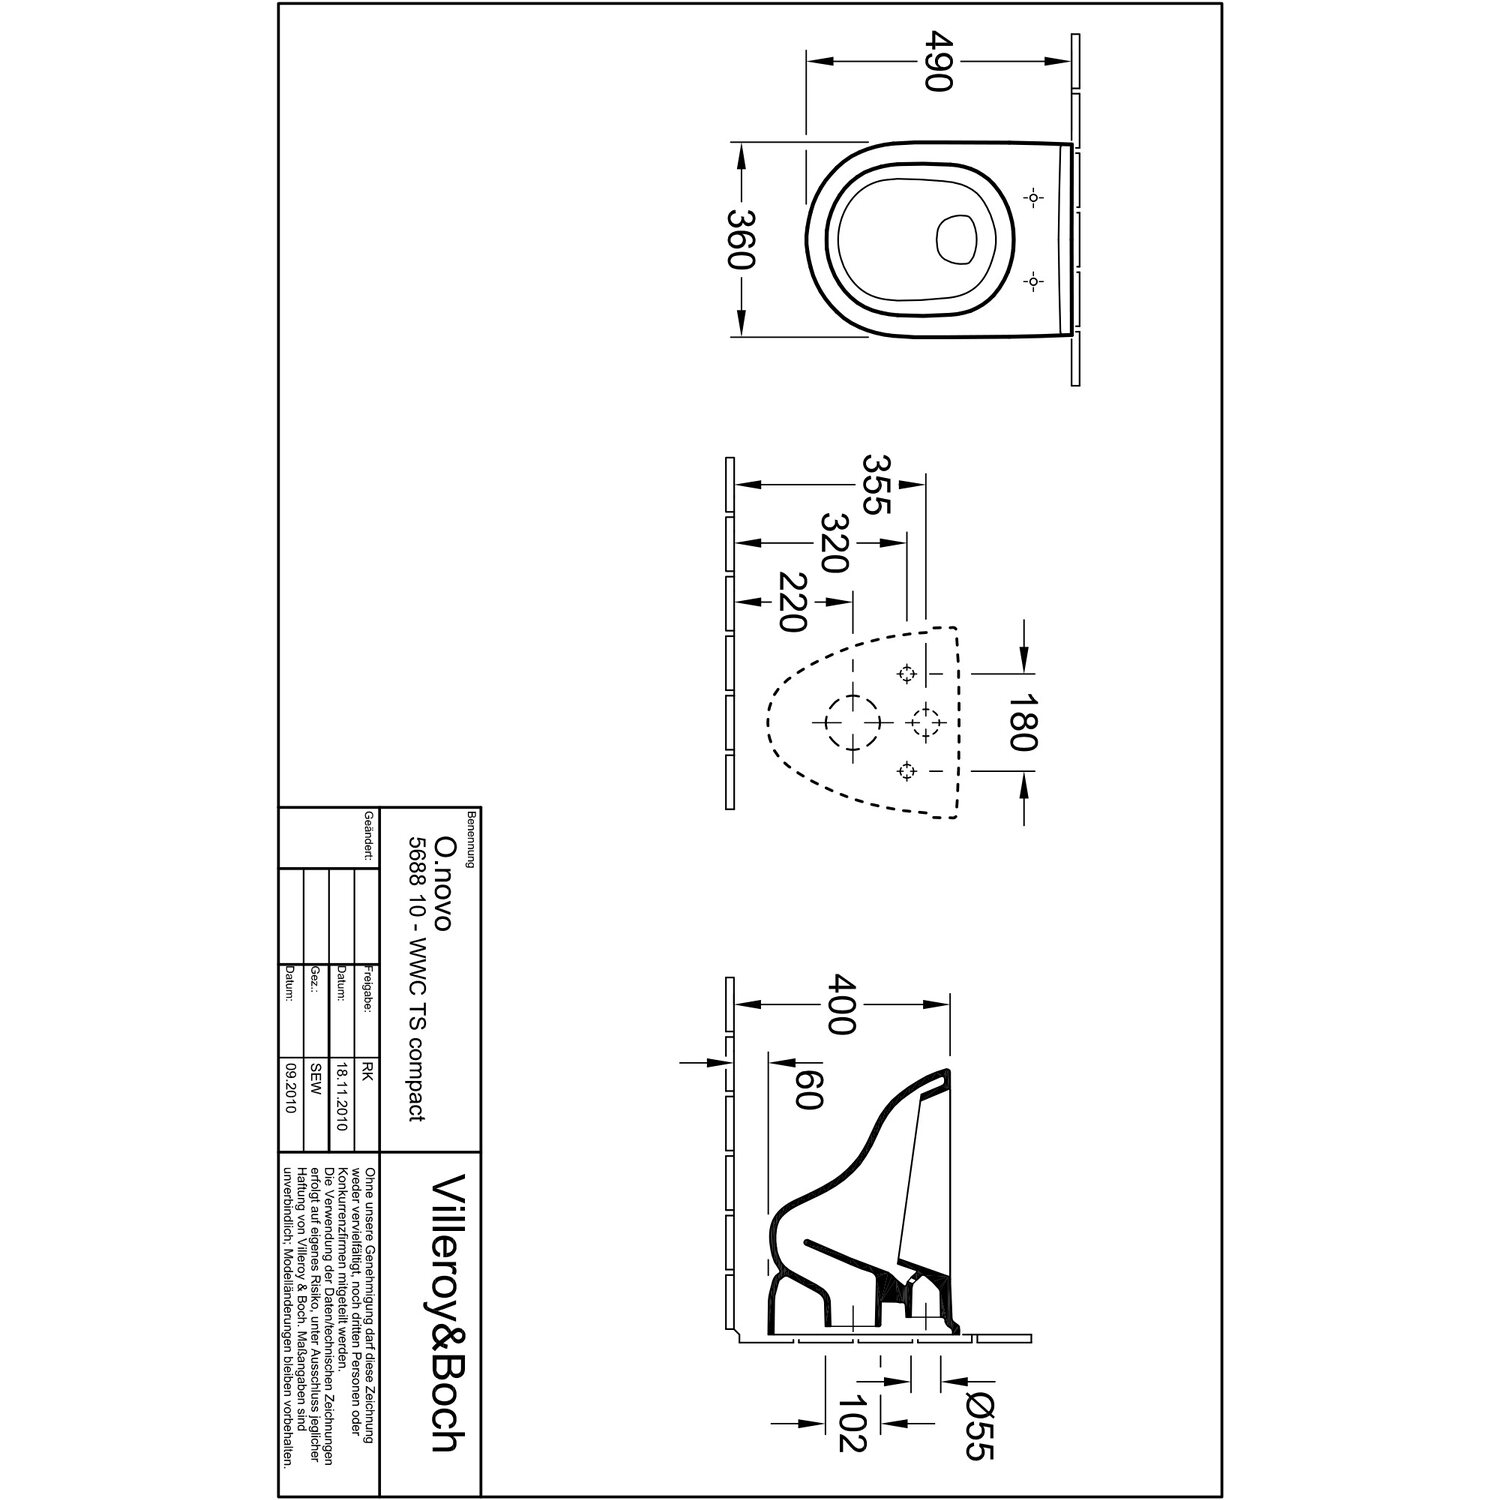 490
360
355
320
220
180
400
60
Ø55
102
Benennung
O.novo
5688 10 - WWC TS compact
Villeroy&Boch
Geändert:
Freigabe:
RK
Datum:
18.11.2010
Gez.:
SEW
Datum:
09.2010
Ohne unsere Genehmigung darf diese Zeichnung
weder vervielfältigt, noch dritten Personen oder
Konkurrenzfirmen mitgeteilt werden.
Die Verwendung der Daten/technischen Zeichnungen
erfolgt auf eigenes Risiko, unter Ausschluss jeglicher
Haftung von Villeroy & Boch. Maßangaben sind
unverbindlich; Modelländerungen bleiben vorbehalten.